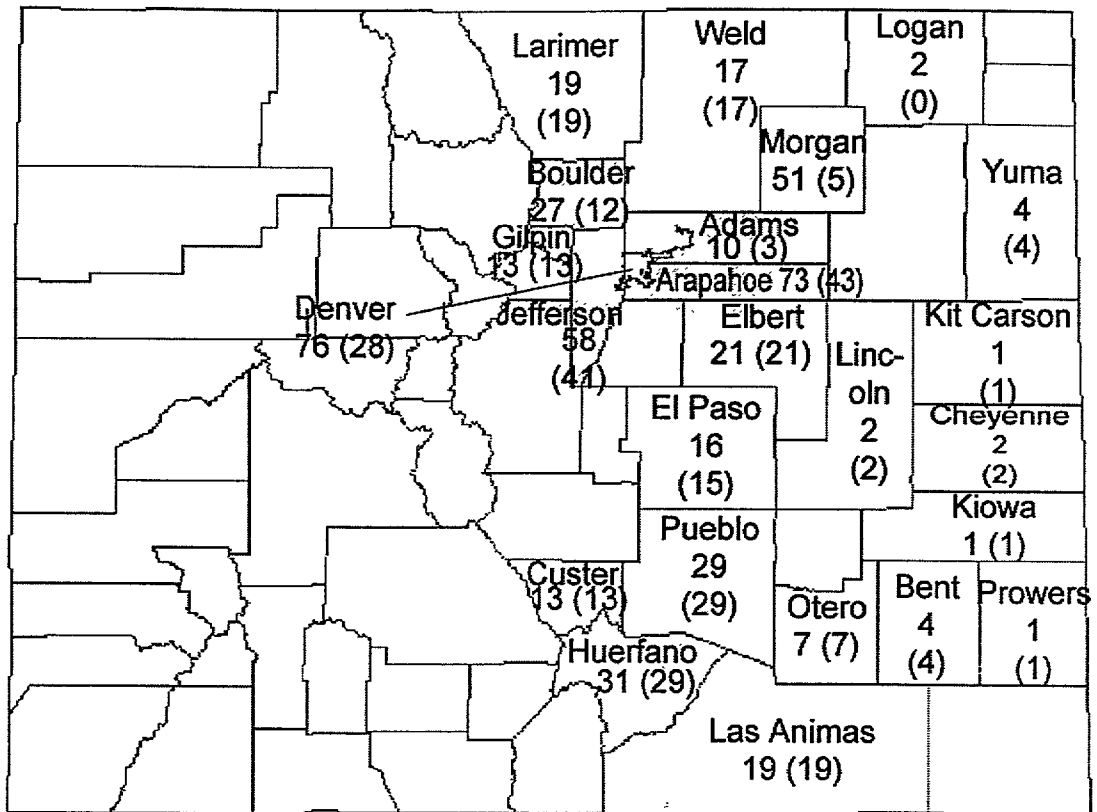 Larimer
19
(19)
Weld
17
(17)
Logan
2
(0)
Morgan
51 (5)
Yuma
4
(4)
Boulder
27 (12)
Gilpin
13 (13)
Adams
10 (3)
Arapahoe 73 (43)
Denver
76 (28)
Jefferson
58
(41)
Elbert
21 (21)
Linc-
oln
2
(2)
Kit Carson
1
(1)
Cheyenne
2
(2)
El Paso
16
(15)
Kiowa
1 (1)
Pueblo
29
(29)
Custer
13 (13)
Otero
7 (7)
Bent
4
(4)
Prowers
1
(1)
Huerfano
31 (29)
Las Animas
19 (19)